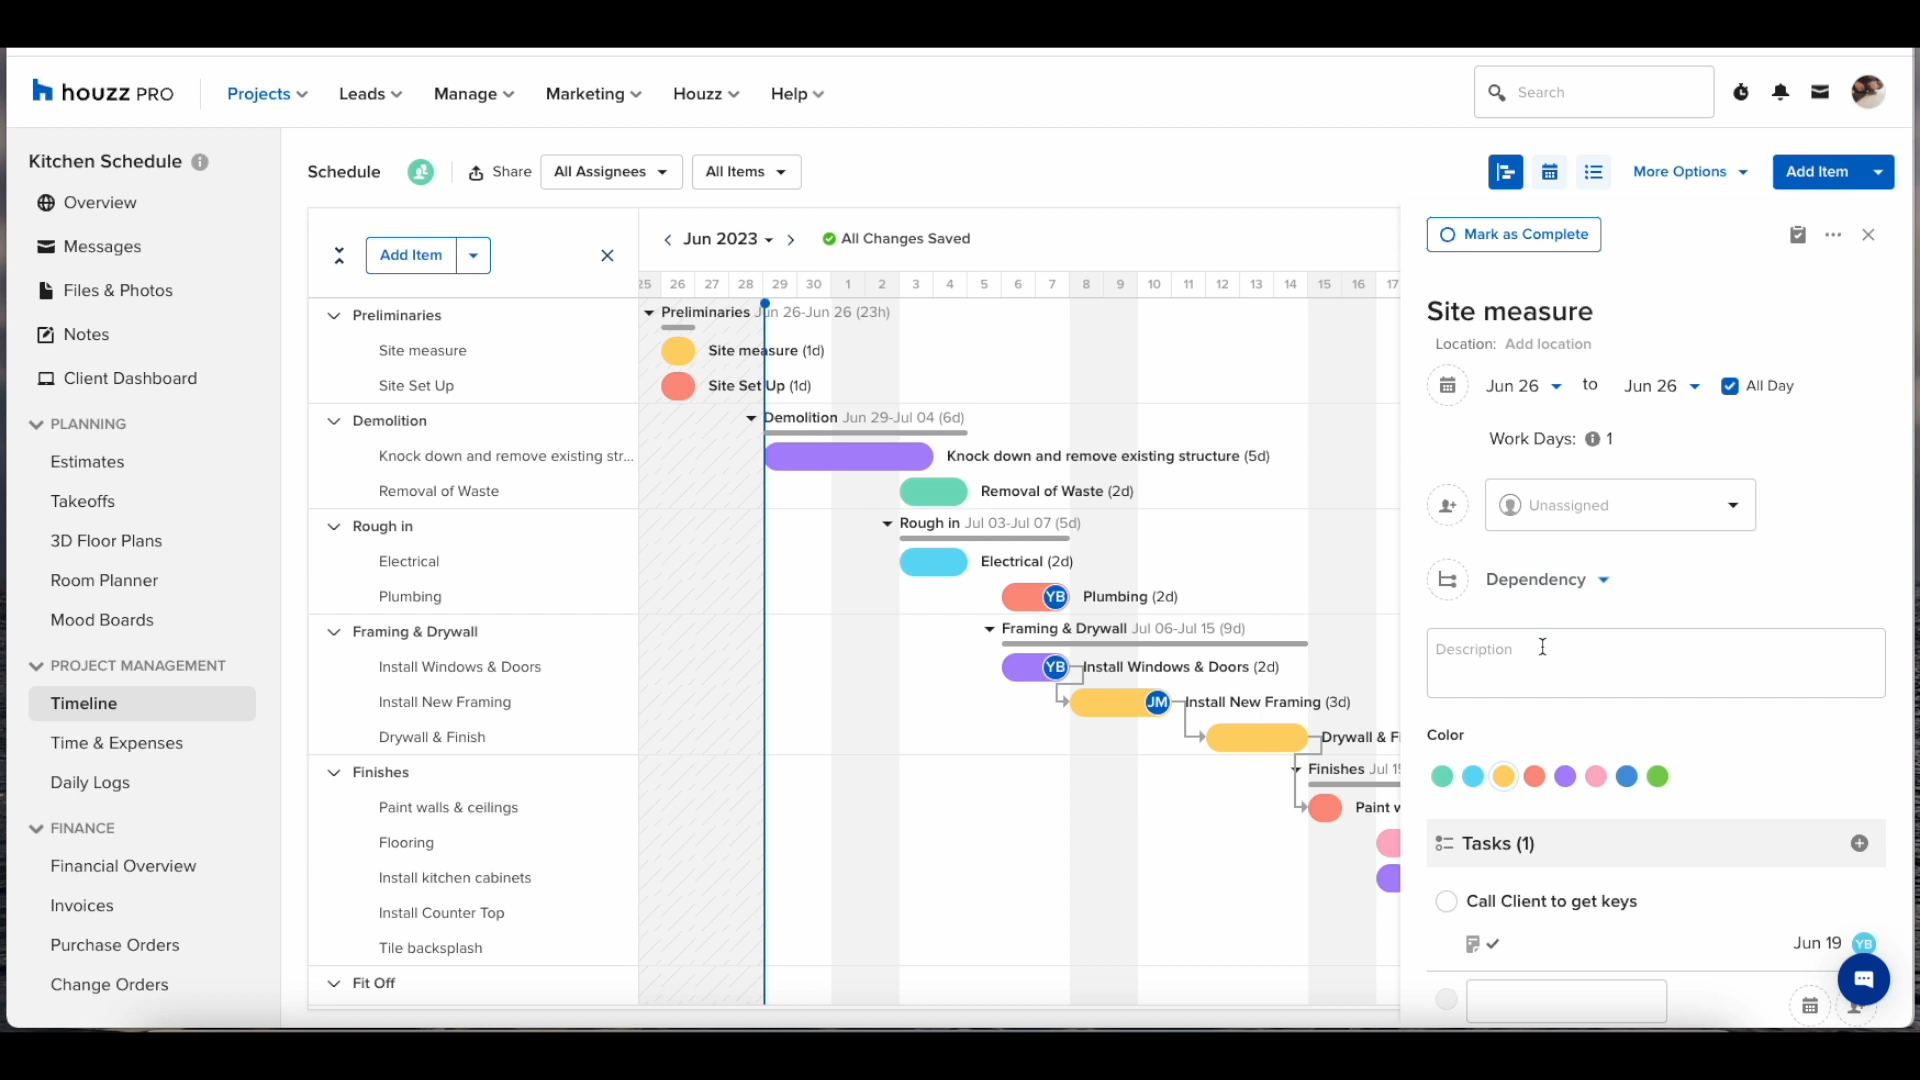 houzz PRO
Projects
Leads
Manage
Marketing
Houzz
Help
Search
Kitchen Schedule
Overview
Messages
Files & Photos
Notes
Client Dashboard
PLANNING
Estimates
Takeoffs
3D Floor Plans
Room Planner
Mood Boards
PROJECT MANAGEMENT
Timeline
Time & Expenses
Daily Logs
FINANCE
Financial Overview
Invoices
Purchase Orders
Change Orders
Schedule
Share
All Assignees
All Items
More Options
Add Item
Add Item
Jun 2023
All Changes Saved
25 26 27 28 29 30 1 2 3 4 5 6 7 8 9 10 11 12 13 14 15 16 17
Preliminaries
Site measure
Site Set Up
Demolition
Knock down and remove existing str...
Removal of Waste
Rough in
Electrical
Plumbing
Framing & Drywall
Install Windows & Doors
Install New Framing
Drywall & Finish
Finishes
Paint walls & ceilings
Flooring
Install kitchen cabinets
Install Counter Top
Tile backsplash
Fit Off
Preliminaries Jun 26-Jun 26 (23h)
Site measure (1d)
Site Set Up (1d)
Demolition Jun 29-Jul 04 (6d)
Knock down and remove existing structure (5d)
Removal of Waste (2d)
Rough in Jul 03-Jul 07 (5d)
Electrical (2d)
YB Plumbing (2d)
Framing & Drywall Jul 06-Jul 15 (9d)
YB Install Windows & Doors (2d)
JM Install New Framing (3d)
Drywall & Fi
Finishes Jul 15
Paint w
Mark as Complete
Site measure
Location: Add location
Jun 26 to Jun 26 All Day
Work Days: 1
Unassigned
Dependency
Description
Color
Tasks (1)
Call Client to get keys
Jun 19 YB